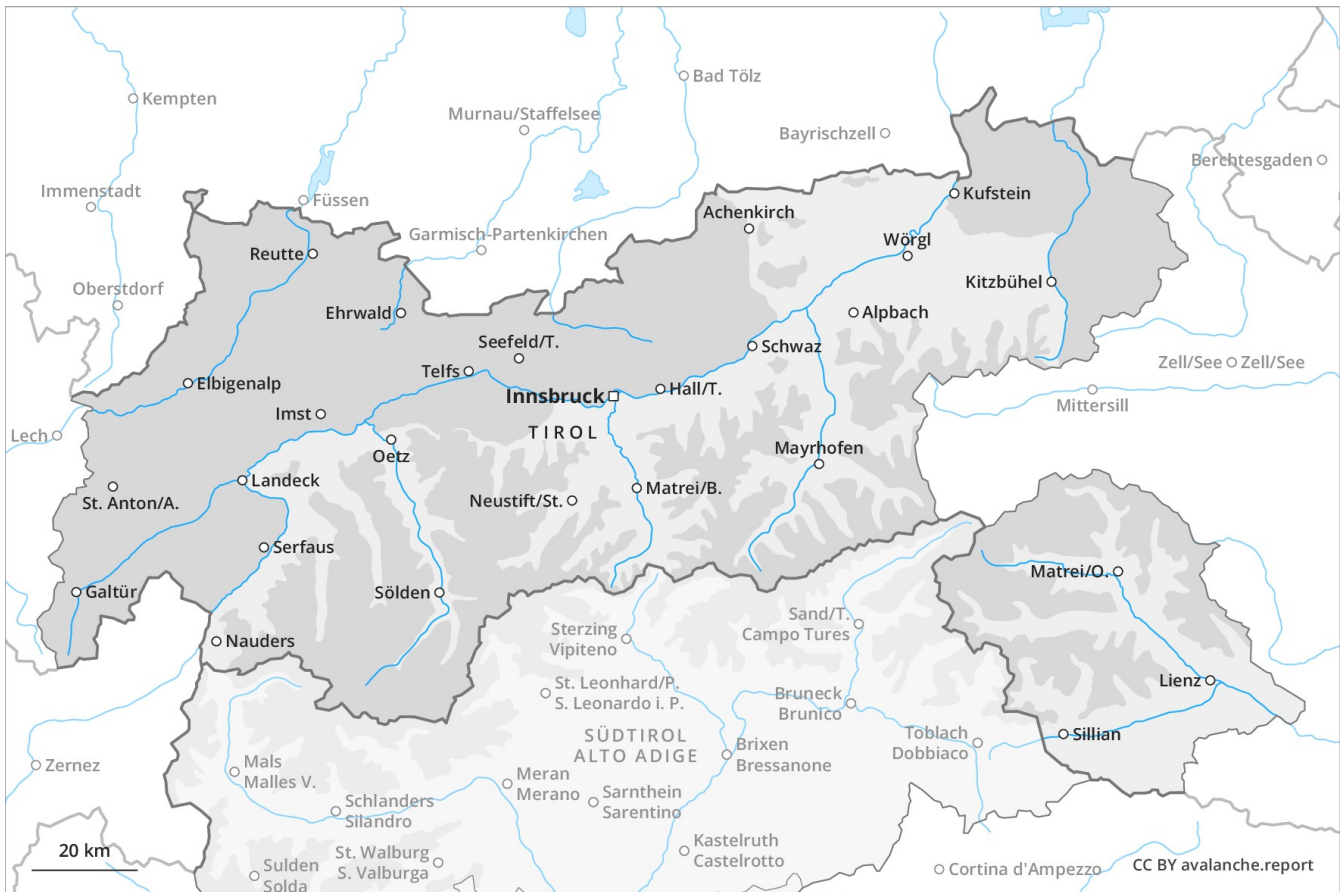 Kempten
Bad Tölz
Murnau/Staffelsee
Bayrischzell
Berchtesgaden
Immenstadt
Füssen
Kufstein
Achenkirch
Garmisch-Partenkirchen
Wörgl
Reutte
Oberstdorf
Kitzbühel
Ehrwald
Alpbach
Seefeld/T.
Schwaz
Zell/See
Zell/See
Telfs
Elbigenalp
Innsbruck
Hall/T.
Mittersill
Imst
TIROL
Lech
Oetz
Mayrhofen
Landeck
Matrei/B.
St. Anton/A.
Neustift/St.
Serfaus
Matrei/O.
Galtür
Sölden
Sand/T.
Campo Tures
Sterzing
Vipiteno
Nauders
Lienz
St. Leonhard/P.
S. Leonardo i. P.
Bruneck
Brunico
SÜDTIROL
ALTO ADIGE
Toblach
Dobbiaco
Sillian
Brixen
Bressanone
Zernez
Mals
Malles V.
Meran
Merano
Sarnthein
Sarentino
Schlanders
Silandro
Kastelruth
Castelrotto
20 km
St. Walburg
S. Valburga
Sulden
Solda
Cortina d'Ampezzo
CC BY avalanche.report